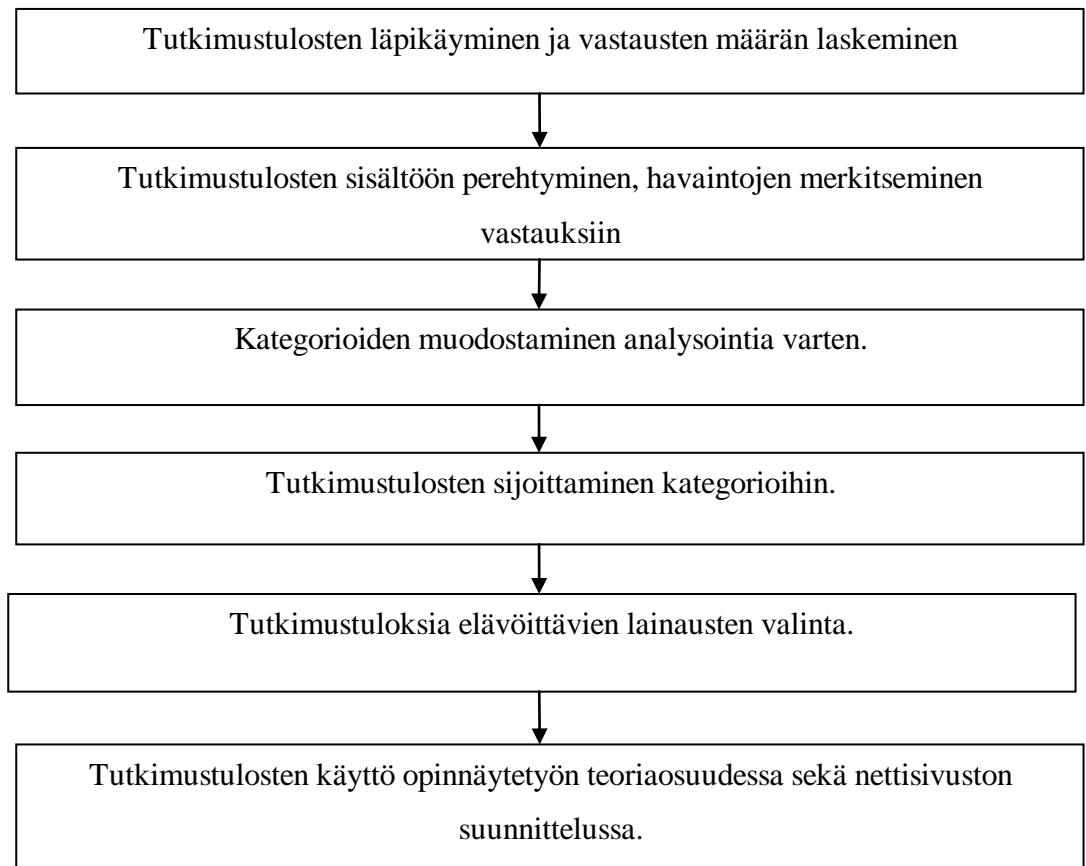 Tutkimustulosten läpikäyminen ja vastausten määrän laskeminen
Tutkimustulosten sisältöön perehtyminen, havaintojen merkitseminen
vastauksiin
Kategorioiden muodostaminen analysointia varten.
Tutkimustulosten sijoittaminen kategorioihin.
Tutkimustuloksia elävöittävien lainausten valinta.
Tutkimustulosten käyttö opinnäytetyön teoriaosuudessa sekä nettisivuston
suunnittelussa.